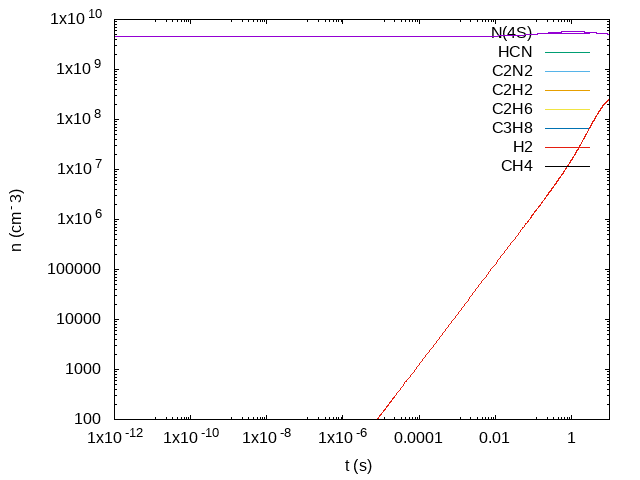 1x10^10
1x10^9
1x10^8
1x10^7
1x10^6
100000
10000
1000
100
n (cm^-3)
N(4S)
HCN
C2N2
C2H2
C2H6
C3H8
H2
CH4
1x10^-12 1x10^-10 1x10^-8 1x10^-6 0.0001 0.01 1
t (s)